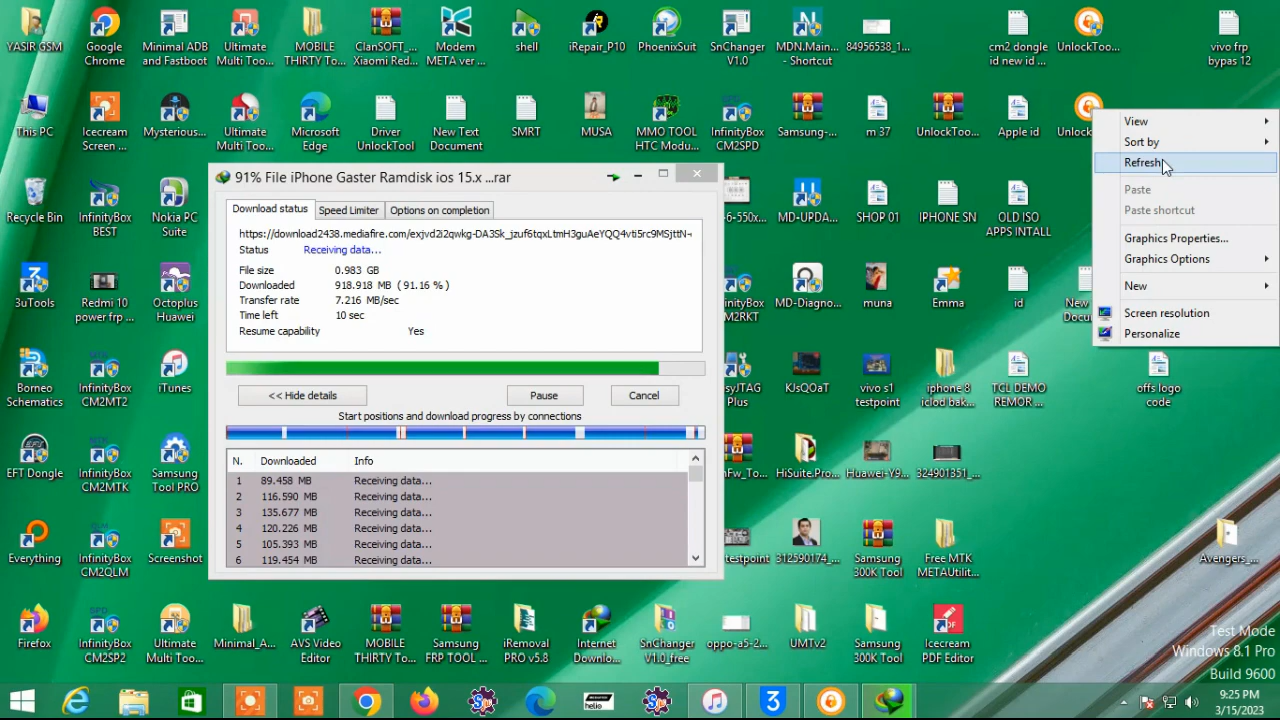 YASIR GSM
Google
Chrome
Minimal ADB
and Fastboot
Ultimate
Multi Too...
MOBILE
THIRTY To...
ClanSOFT_...
Xiaomi Red...
Modem
META ver ...
shell
iRepair_P10
PhoenixSuit
SnChanger
V1.0
MDN.Main...
- Shortcut
84956538_1...
cm2 dongle
id new id ...
UnlockToo...
vivo frp
bypas 12
This PC
Icecream
Screen ...
Mysterious...
Ultimate
Multi Too...
Microsoft
Edge
Driver
UnlockTool
New Text
Document
SMRT
MUSA
MMO TOOL
HTC Modu...
InfinityBox
CM2SPD
Samsung-...
m 37
UnlockToo...
Apple id
View
Sort by
Refresh
Paste
Paste shortcut
Graphics Properties...
Graphics Options
New
Screen resolution
Personalize
91% File iPhone Gaster Ramdisk ios 15.x ...rar
Download status
Speed Limiter
Options on completion
Status
Receiving data...
File size
0.983 GB
Downloaded
918.918 MB ( 91.16 % )
Transfer rate
7.216 MB/sec
Time left
10 sec
Resume capability
Yes
<< Hide details
Pause
Cancel
Start positions and download progress by connections
N. Downloaded Info
1 89.458 MB Receiving data...
2 116.590 MB Receiving data...
3 135.677 MB Receiving data...
4 120.226 MB Receiving data...
5 105.393 MB Receiving data...
6 119.454 MB Receiving data...
Recycle Bin
InfinityBox
BEST
Nokia PC
Suite
MD-UPDA...
SHOP 01
IPHONE SN
OLD ISO
APPS INTALL
3uTools
Redmi 10
power frp ...
Octoplus
Huawei
CM2RKT
MD-Diagno...
muna
Emma
id
New
Borneo
Schematics
InfinityBox
CM2MT2
iTunes
Plus
KJsQOaT
vivo s1
testpoint
iphone 8
iclod bak...
TCL DEMO
REMOR ...
offs logo
code
EFT Dongle
InfinityBox
CM2MTK
Samsung
Tool PRO
HiSuite.Pro...
Huawei-Y9...
324901351_...
Everything
InfinityBox
CM2QLM
Screenshot
testpoint
312590174_...
Samsung
300K Tool
Free MTK
METAUtilit...
Avengers_...
Firefox
InfinityBox
CM2SP2
Ultimate
Multi Too...
Minimal_A...
AVS Video
Editor
MOBILE
THIRTY To...
Samsung
FRP TOOL ...
iRemoval
PRO v5.8
Internet
Downlo...
SnChanger
V1.0_free
oppo-a5-2...
UMTv2
Samsung
300K Tool
Icecream
PDF Editor
Test Mode
Windows 8.1 Pro
Build 9600
helio
9:25 PM
3/15/2023